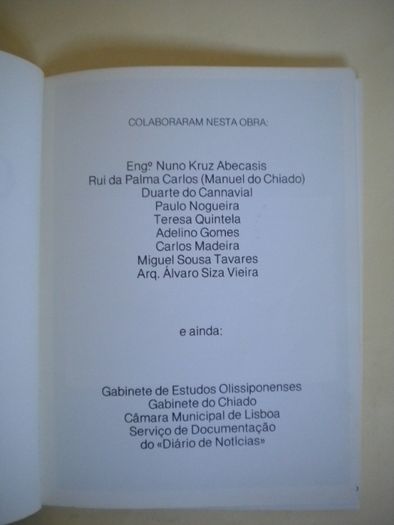 COLABORARAM NESTA OBRA:
Eng.º Nuno Kruz Abecasis
Rui da Palma Carlos (Manuel do Chiado)
Duarte do Cannavial
Paulo Nogueira
Teresa Quintela
Adelino Gomes
Carlos Madeira
Miguel Sousa Tavares
Arq. Álvaro Siza Vieira
e ainda:
Gabinete de Estudos Olissiponenses
Gabinete do Chiado
Câmara Municipal de Lisboa
Serviço de Documentação
do «Diário de Notícias»